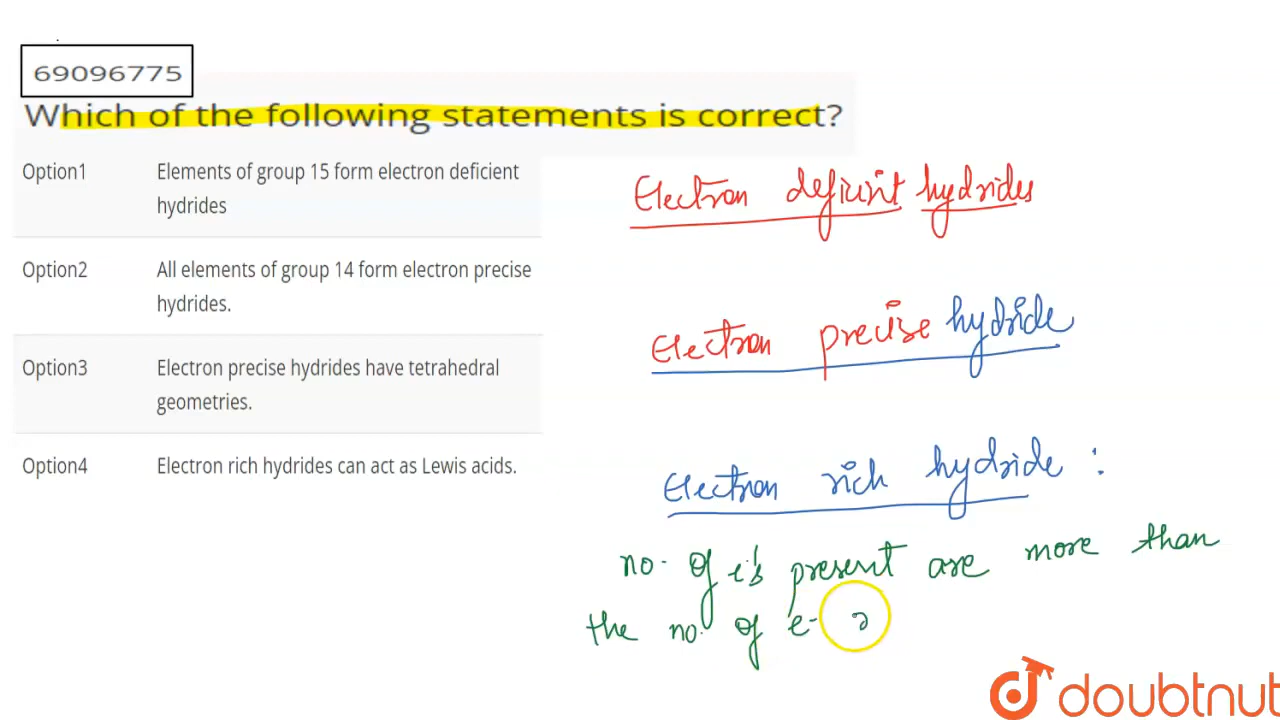 69096775
Which of the following statements is correct?
Option1 Elements of group 15 form electron deficient
hydrides
Option2 All elements of group 14 form electron precise
hydrides.
Option3 Electron precise hydrides have tetrahedral
geometries.
Option4 Electron rich hydrides can act as Lewis acids.
Electron deficient hydrides
Electron precise hydride
Electron rich hydride :
no. of e's present are more than
the no. of e-
doubtnut